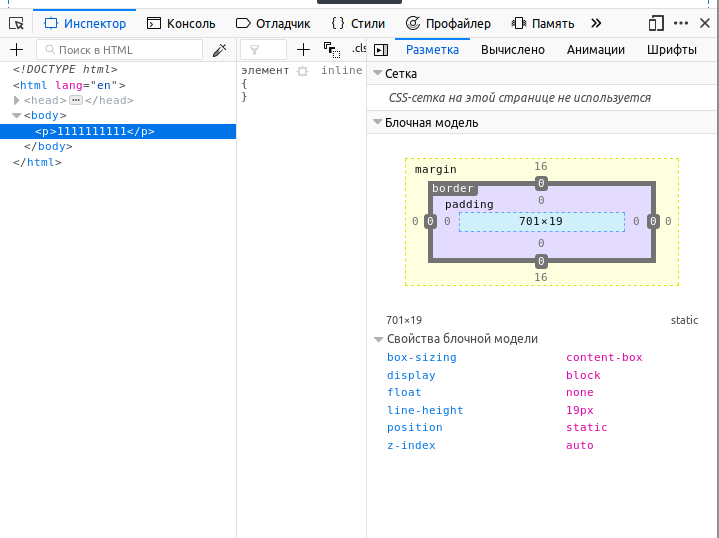 Инспектор Консоль Отладчик {} Стили Профайлер Память
Поиск в HTML .cls
Разметка Вычислено Анимации Шрифты
<!DOCTYPE html>
<html lang="en">
<head> </head>
<body>
<p>1111111111</p>
</body>
</html>
элемент inline
{
}
Сетка
CSS-сетка на этой странице не используется
Блочная модель
margin 16
border 0
padding 0
0 0 0 701×19 0 0 0
0
0
16
701×19 static
Свойства блочной модели
box-sizing content-box
display block
float none
line-height 19px
position static
z-index auto